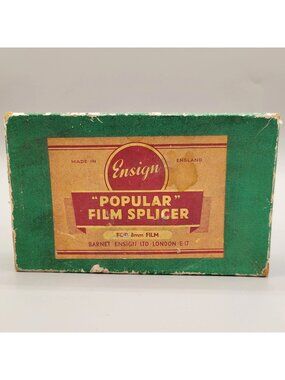 MADE IN Ensign ENGLAND
"POPULAR"
FILM SPLICER
FOR 8mm FILM
BARNET ENSIGN LTD LONDON E·17